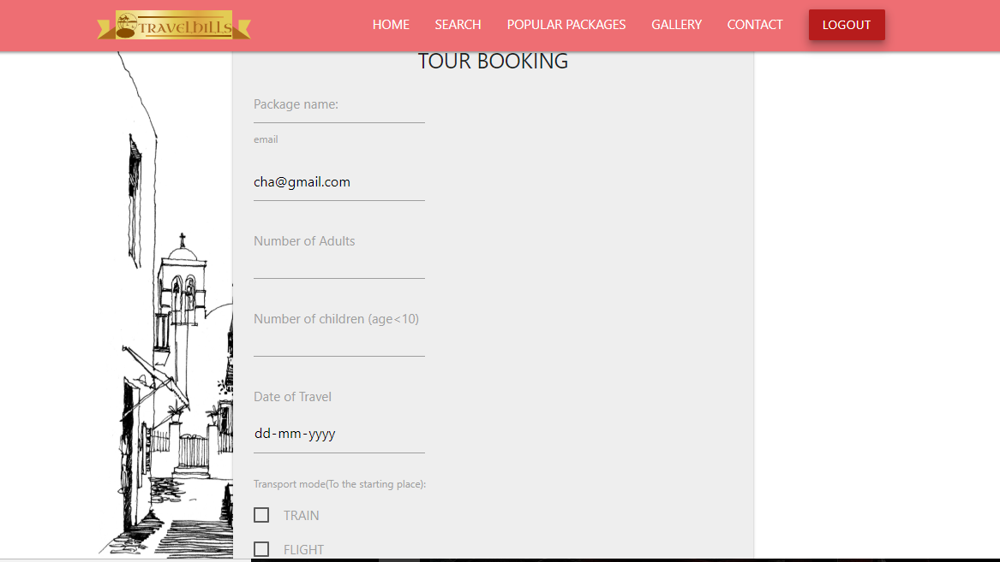 TRAVELBILLS
HOME
SEARCH
POPULAR PACKAGES
GALLERY
CONTACT
LOGOUT
TOUR BOOKING
Package name:
email
cha@gmail.com
Number of Adults
Number of children (age<10)
Date of Travel
dd-mm-yyyy
Transport mode(To the starting place):
TRAIN
FLIGHT